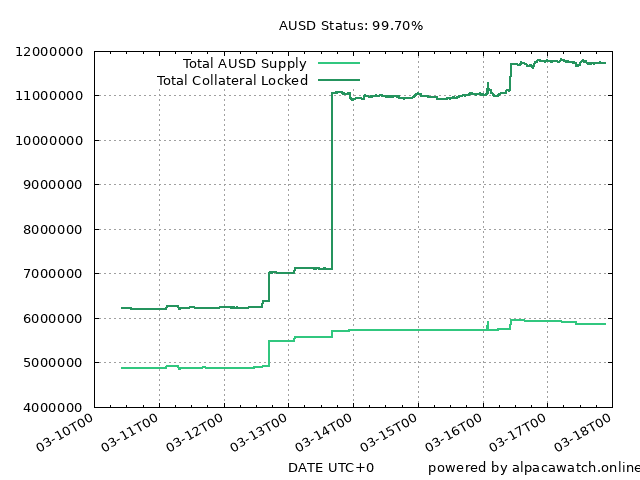 AUSD Status: 99.70%
12000000
11000000
10000000
9000000
8000000
7000000
6000000
5000000
4000000
Total AUSD Supply
Total Collateral Locked
03-10T00
03-11T00
03-12T00
03-13T00
03-14T00
03-15T00
03-16T00
03-17T00
03-18T00
DATE UTC+0
powered by alpacawatch.online